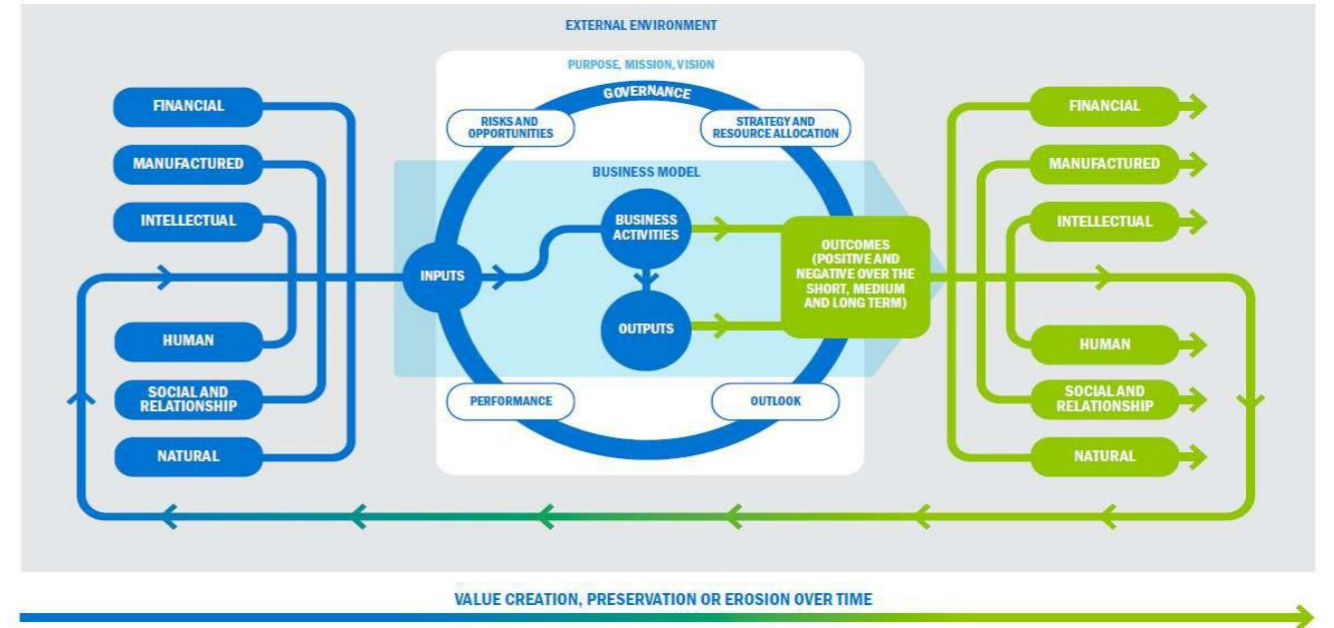 EXTERNAL ENVIRONMENT
PURPOSE, MISSION, VISION
GOVERNANCE
RISKS AND
OPPORTUNITIES
STRATEGY AND
RESOURCE ALLOCATION
FINANCIAL
MANUFACTURED
INTELLECTUAL
HUMAN
SOCIAL AND
RELATIONSHIP
NATURAL
INPUTS
BUSINESS MODEL
BUSINESS
ACTIVITIES
OUTPUTS
OUTCOMES
(POSITIVE AND
NEGATIVE OVER THE
SHORT, MEDIUM
AND LONG TERM)
PERFORMANCE
OUTLOOK
FINANCIAL
MANUFACTURED
INTELLECTUAL
HUMAN
SOCIAL AND
RELATIONSHIP
NATURAL
VALUE CREATION, PRESERVATION OR EROSION OVER TIME